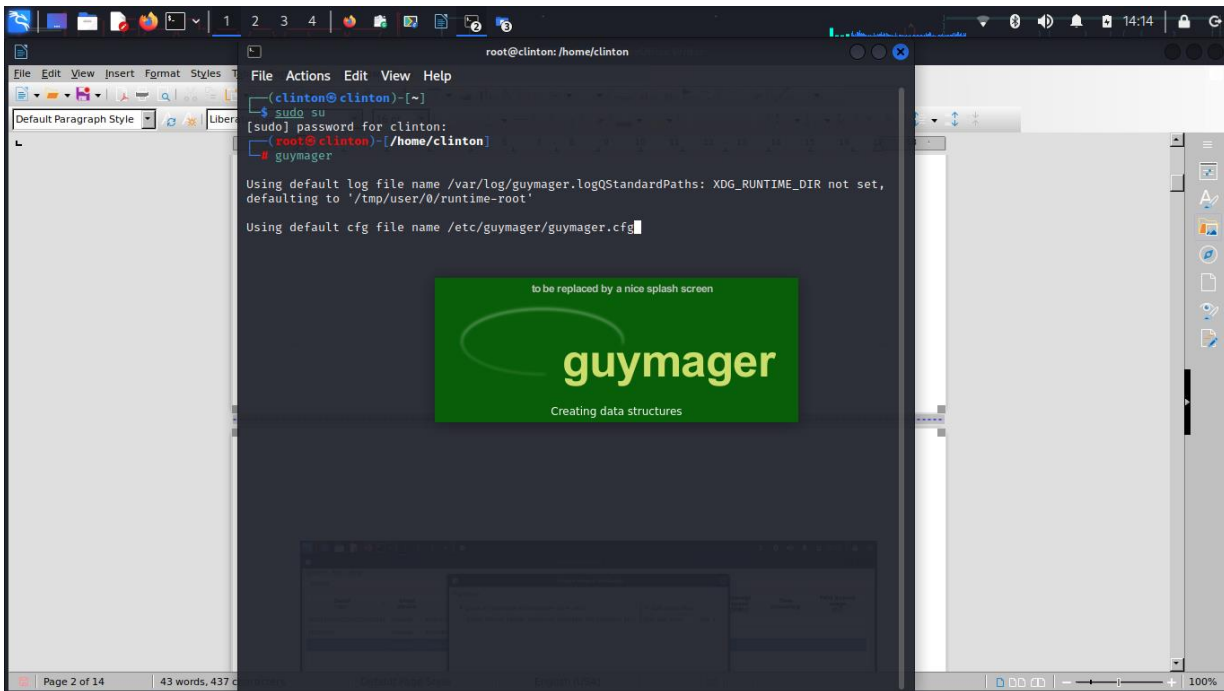 1 2 3 4 2 3 14:14
root@clinton: /home/clinton
File Edit View Insert Format Styles T
File Actions Edit View Help
Default Paragraph Style Libera
(clinton㉿clinton)-[~]
$ sudo su
[sudo] password for clinton:
(root㉿clinton)-[/home/clinton]
# guymager
Using default log file name /var/log/guymager.logQStandardPaths: XDG_RUNTIME_DIR not set,
defaulting to '/tmp/user/0/runtime-root'
Using default cfg file name /etc/guymager/guymager.cfg
to be replaced by a nice splash screen
guymager
Creating data structures
Page 2 of 14 43 words, 437 c 100%